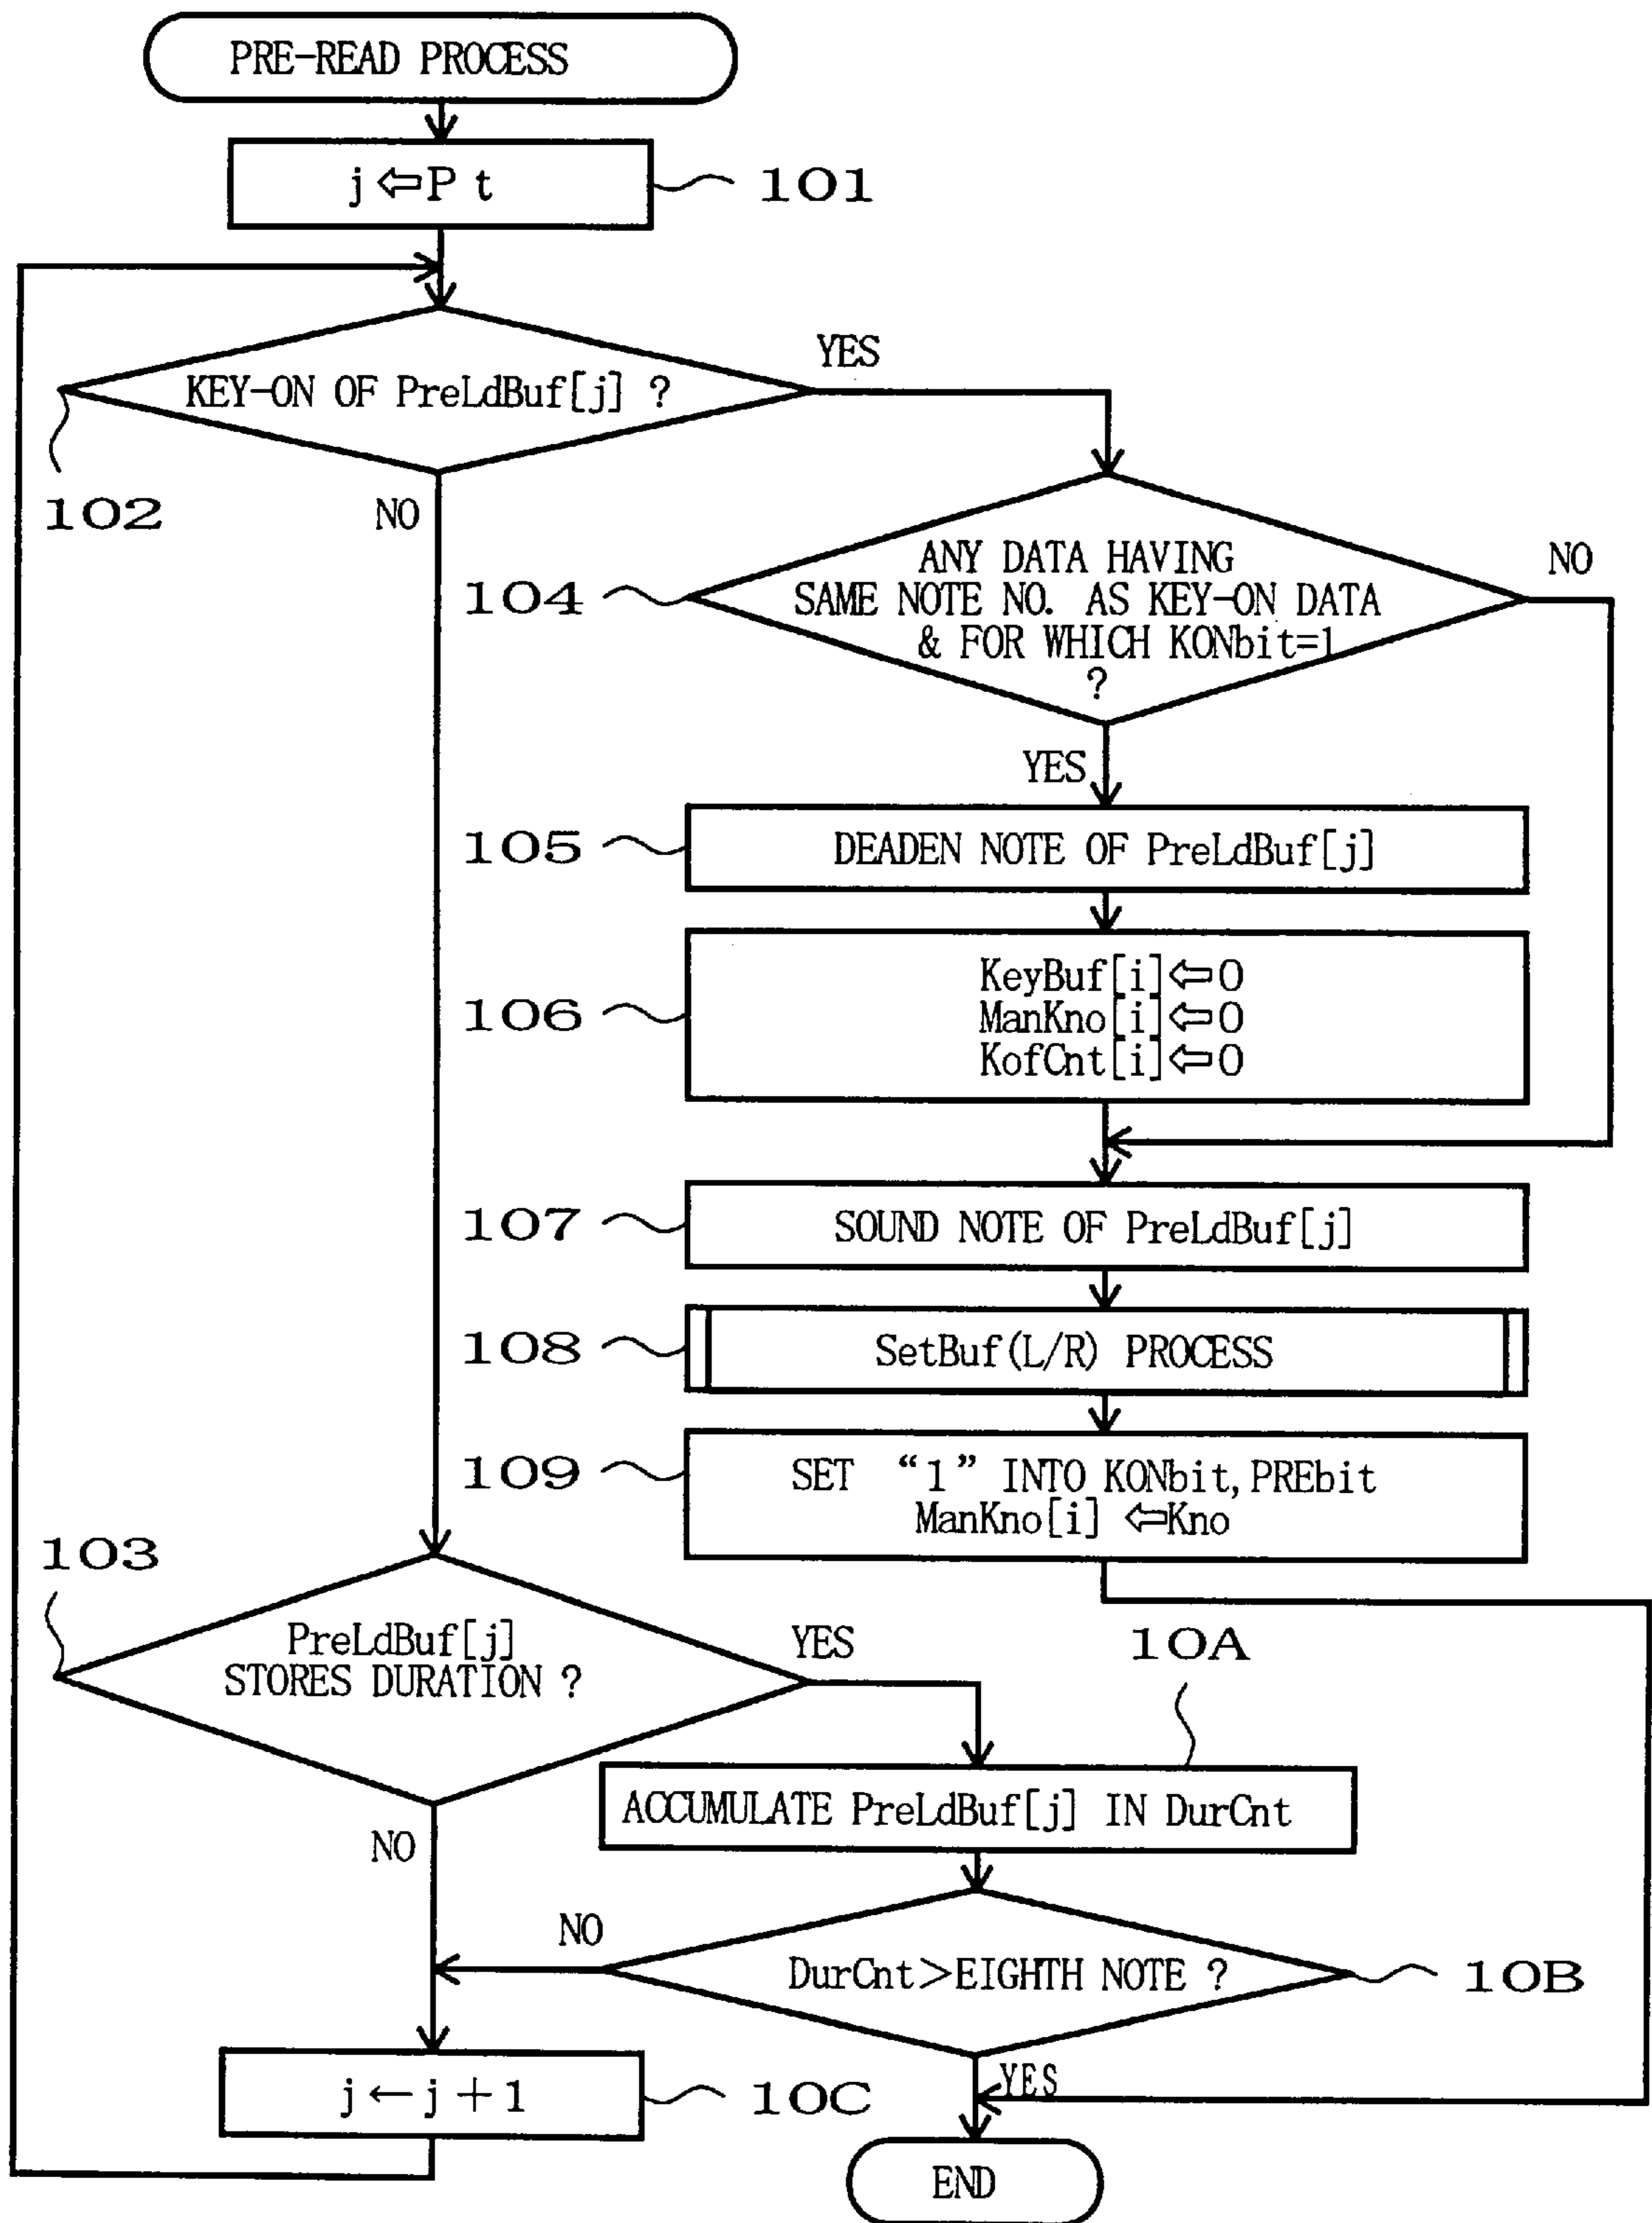 PRE-READ PROCESS
j⇦Pt
101
KEY-ON OF PreLdBuf[j] ?
YES
NO
102
ANY DATA HAVING
SAME NOTE NO. AS KEY-ON DATA
& FOR WHICH KONbit=1
?
NO
104
YES
DEADEN NOTE OF PreLdBuf[j]
105
KeyBuf[i]⇦0
ManKno[i]⇦0
KofCnt[i]⇦0
106
SOUND NOTE OF PreLdBuf[j]
107
SetBuf(L/R) PROCESS
108
SET “1” INTO KONbit,PREbit
ManKno[i] ⇦Kno
109
103
PreLdBuf[j]
STORES DURATION ?
YES
10A
ACCUMULATE PreLdBuf[j] IN DurCnt
NO
NO
DurCnt>EIGHTH NOTE ?
10B
YES
j←j+1
10C
END